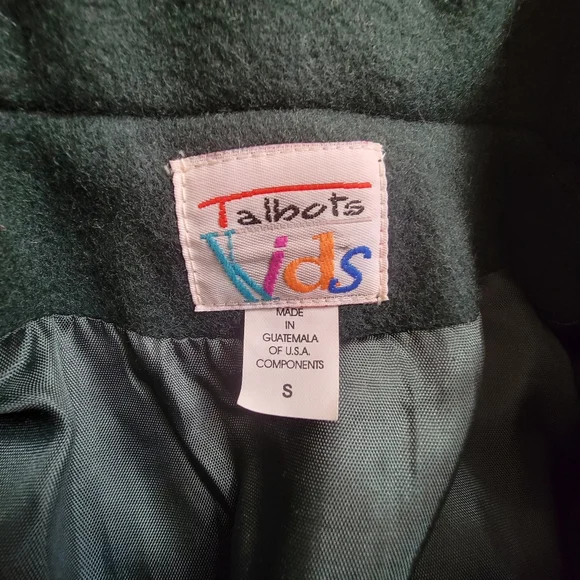 Talbots
Kids
MADE
IN
GUATEMALA
OF U.S.A.
COMPONENTS
S